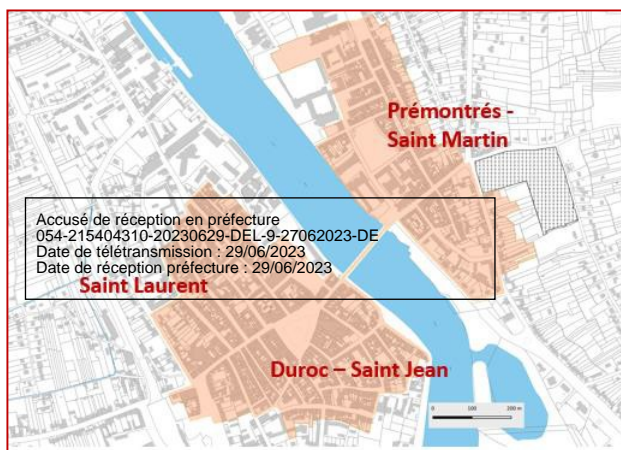 Prémontrés -
Saint Martin
Accusé de réception en préfecture
054-215404310-20230629-DEL-9-27062023-DE
Date de télétransmission : 29/06/2023
Date de réception préfecture : 29/06/2023
Saint Laurent
Duroc – Saint Jean
0 100 200 m